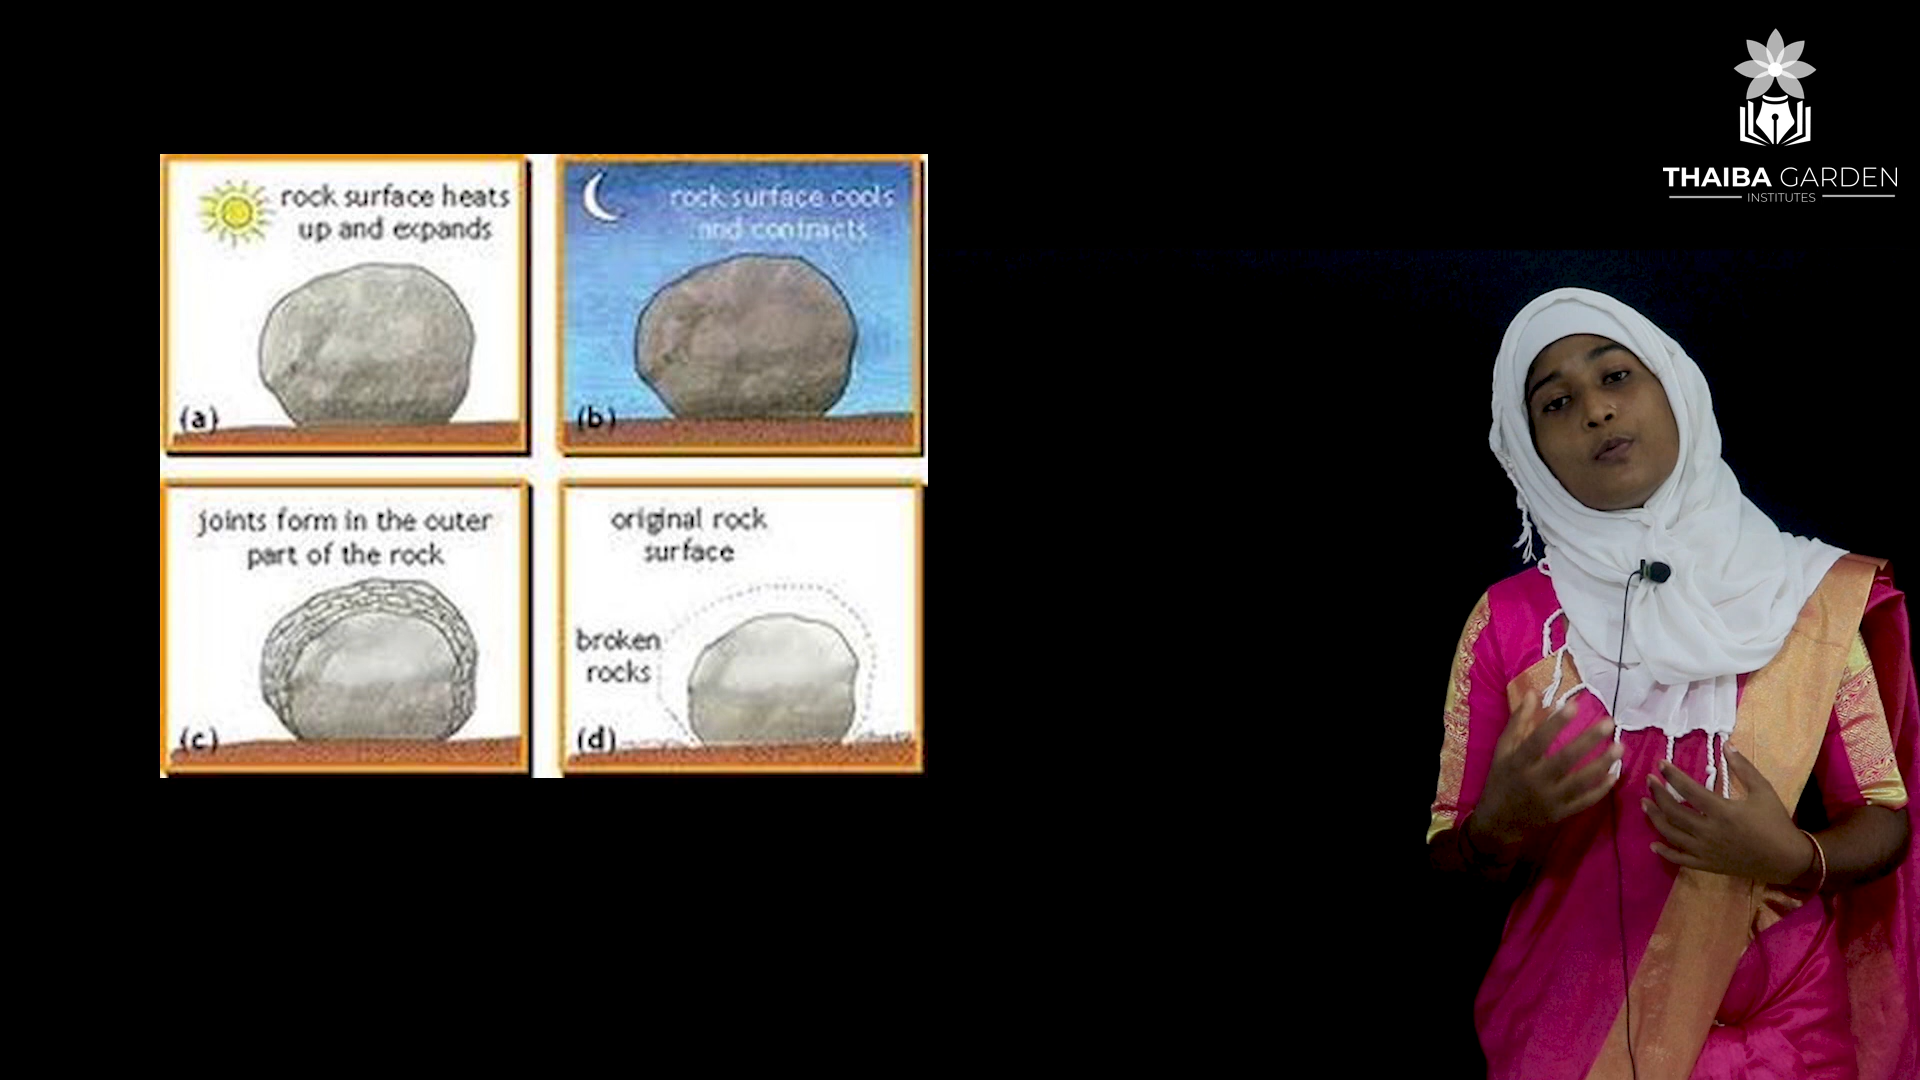 rock surface heats
up and expands
(a)
rock surface cools
and contracts
(b)
joints form in the outer
part of the rock
(c)
original rock
surface
broken
rocks
(d)
THAIBA GARDEN
INSTITUTES